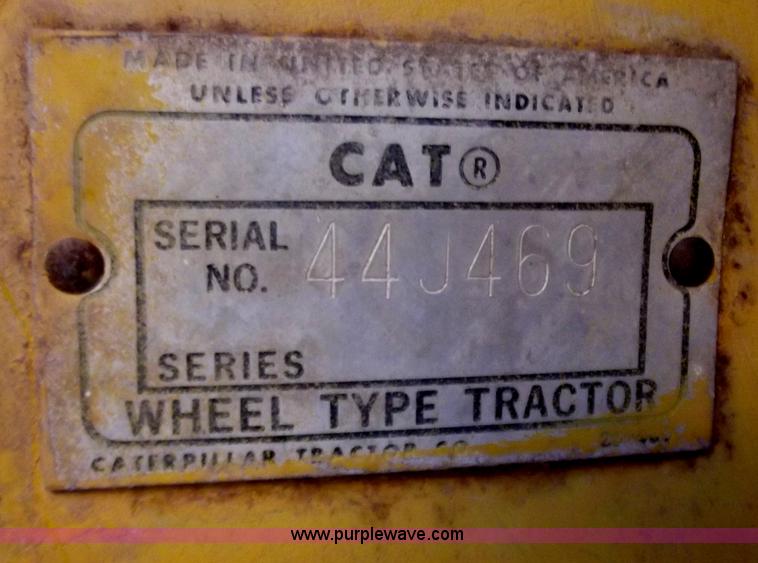 MADE IN UNITED STATES OF AMERICA
UNLESS OTHERWISE INDICATED
CAT®
SERIAL NO. 44J469
SERIES
WHEEL TYPE TRACTOR
CATERPILLAR TRACTOR CO
www.purplewave.com